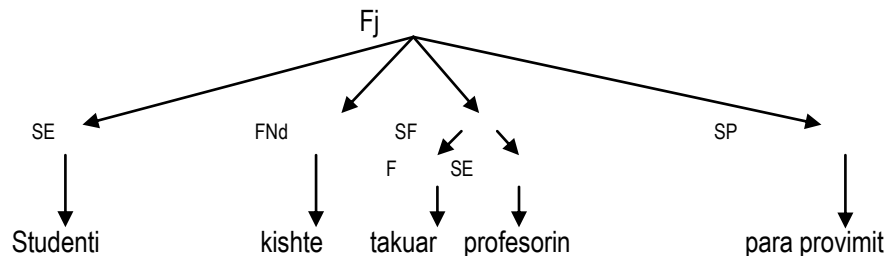 Fj
SE FNd SF SP
F SE
Studenti kishte takuar profesorin para provimit